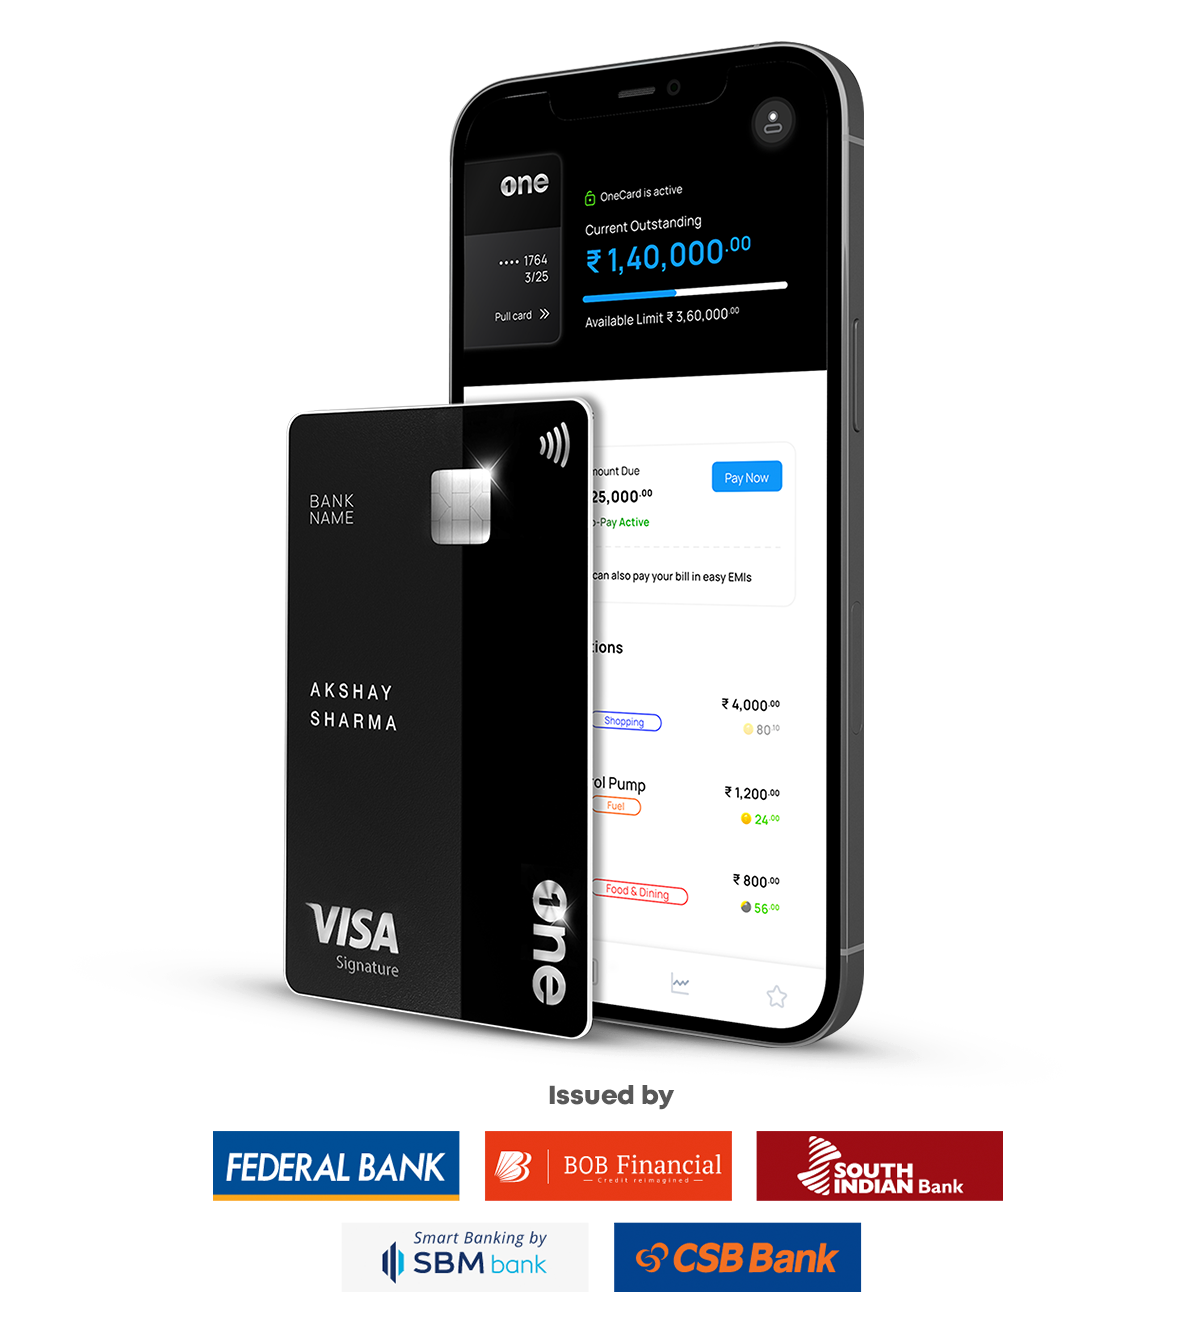 one
OneCard is active
Current Outstanding
₹ 1,40,000.00
Available Limit ₹ 3,60,000.00
•••• 1764
3/25
Pull card
mount Due
25,000.00
o-Pay Active
Pay Now
can also pay your bill in easy EMIs
tions
₹ 4,000.00
Shopping
80.10
rol Pump
₹ 1,200.00
Fuel
24.00
₹ 800.00
Food & Dining
56.00
BANK
NAME
AKSHAY
SHARMA
VISA
Signature
one
Issued by
FEDERAL BANK
BOB Financial
Credit reimagined
SOUTH
INDIAN Bank
Smart Banking by
SBM bank
CSB Bank